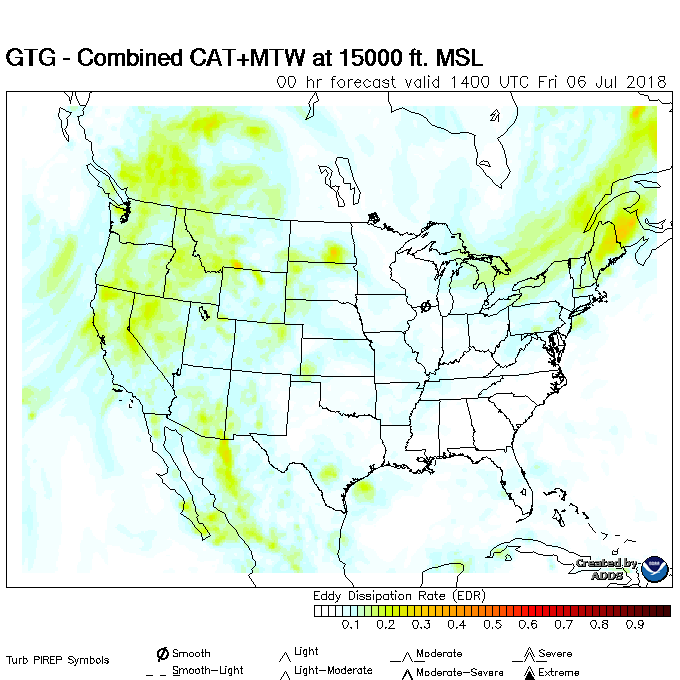 GTG - Combined CAT+MTW at 15000 ft. MSL
00 hr forecast valid 1400 UTC Fri 06 Jul 2018
Created by
ADDS
Eddy Dissipation Rate (EDR)
0.1 0.2 0.3 0.4 0.5 0.6 0.7 0.8 0.9
Turb PIREP Symbols
Smooth Light Moderate Severe
Smooth-Light Light-Moderate Moderate-Severe Extreme